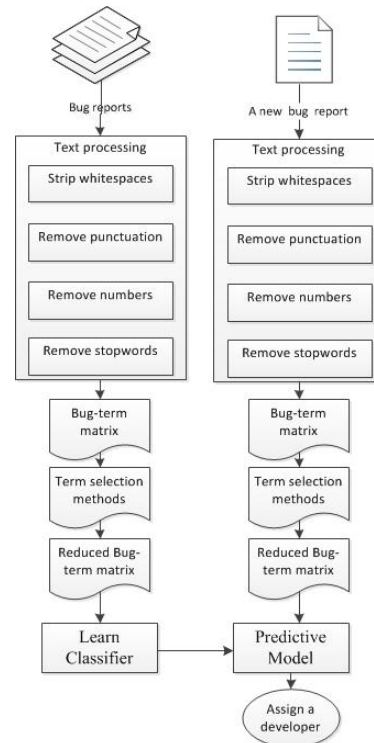 Bug reports
Text processing
Strip whitespaces
Remove punctuation
Remove numbers
Remove stopwords
Bug-term
matrix
Term selection
methods
Reduced Bug-
term matrix
Learn
Classifier
A new bug report
Text processing
Strip whitespaces
Remove punctuation
Remove numbers
Remove stopwords
Bug-term
matrix
Term selection
methods
Reduced Bug-
term matrix
Predictive
Model
Assign a
developer